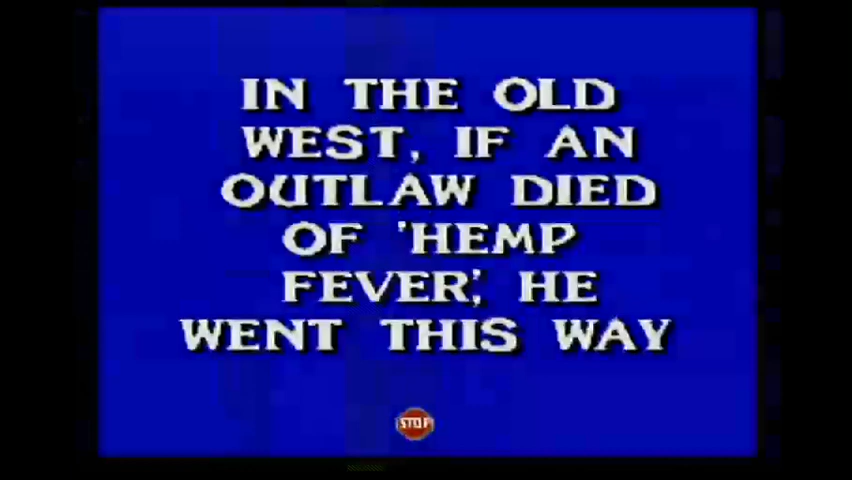 IN THE OLD
WEST, IF AN
OUTLAW DIED
OF 'HEMP
FEVER,' HE
WENT THIS WAY
STOP